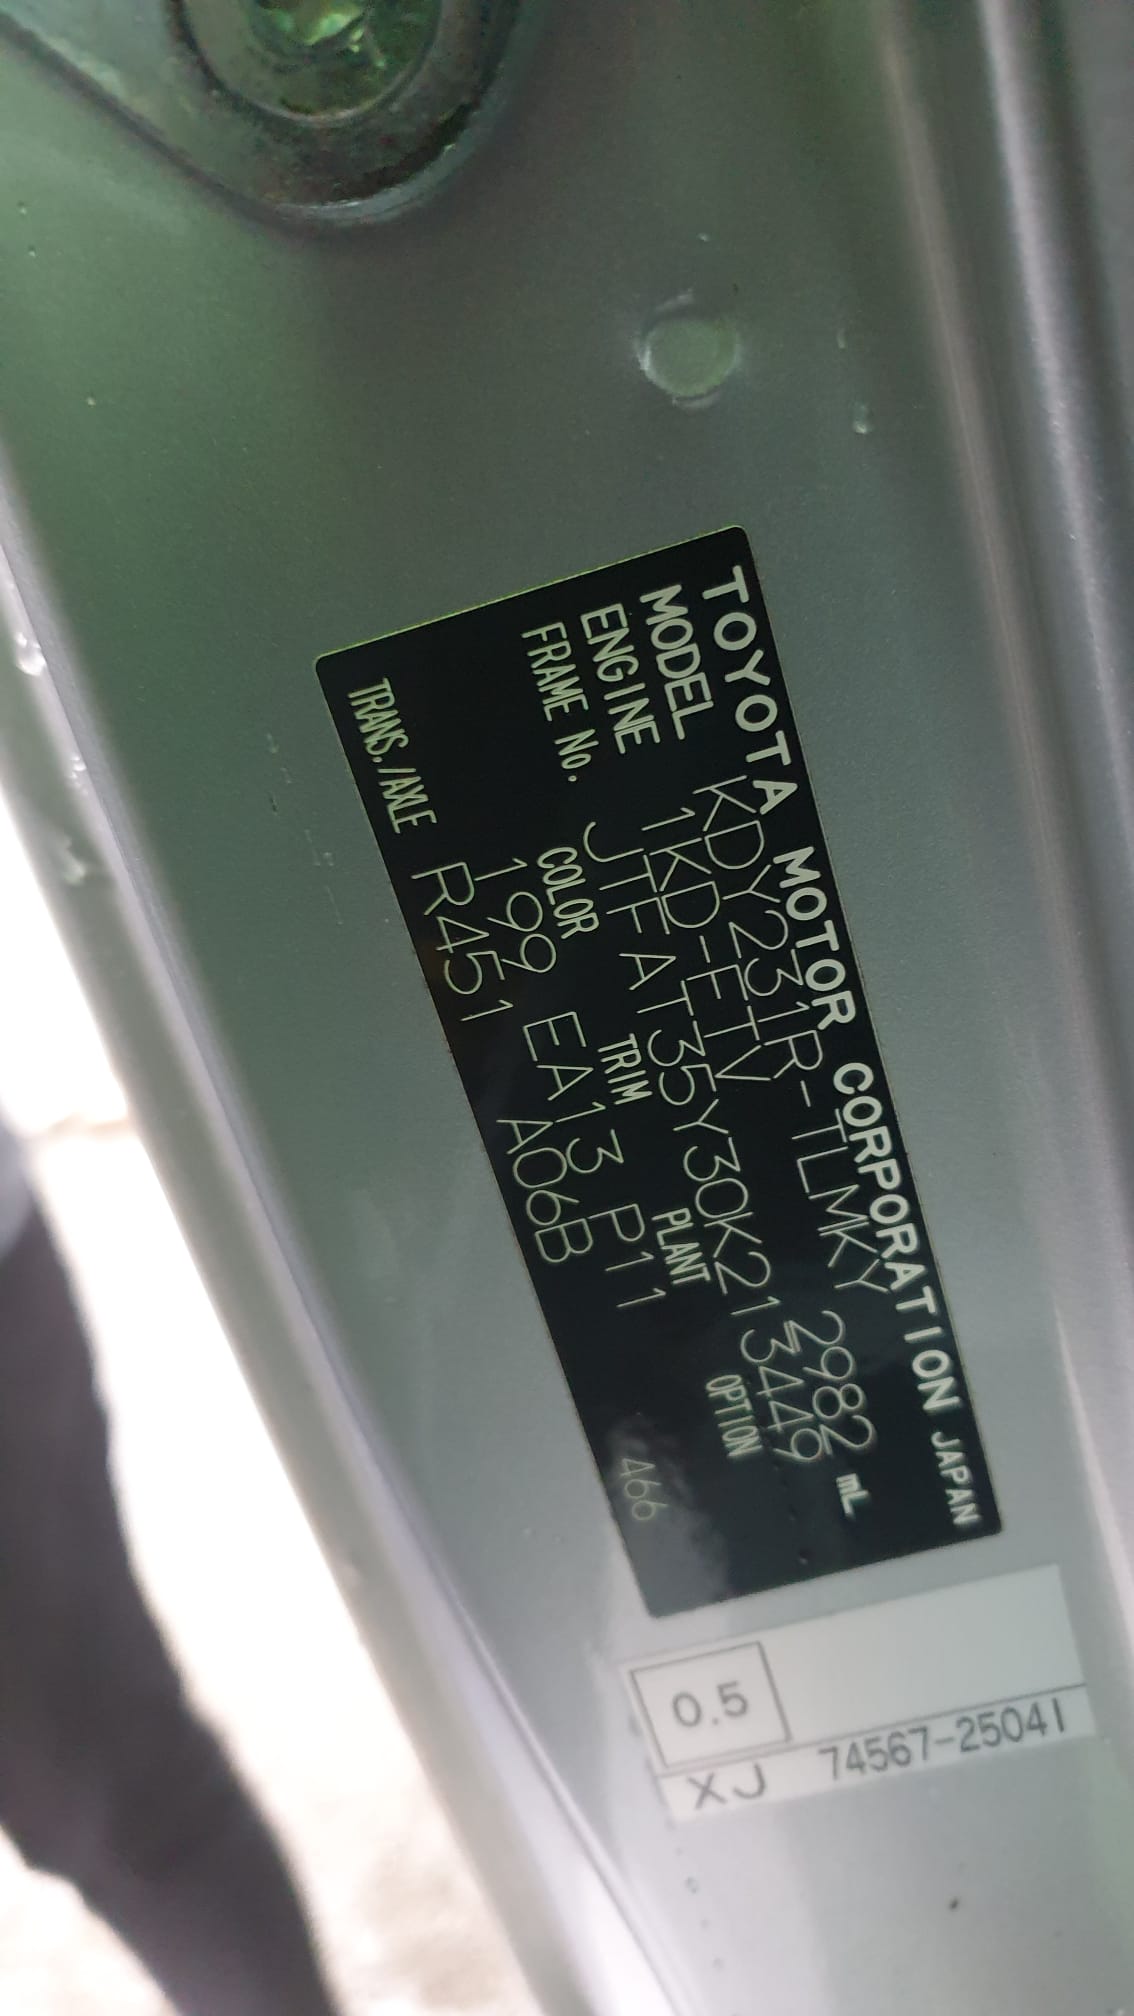 TOYOTA MOTOR CORPORATION JAPAN
MODEL KDY231R-TLMKY 2982 mL
ENGINE 1KD-FTV
FRAME No. JTFAT35Y30K213449
COLOR TRIM PLANT OPTION
199 EA13 P11 466
TRANS./AXLE R451 A06B
0.5
XJ 74567-25041